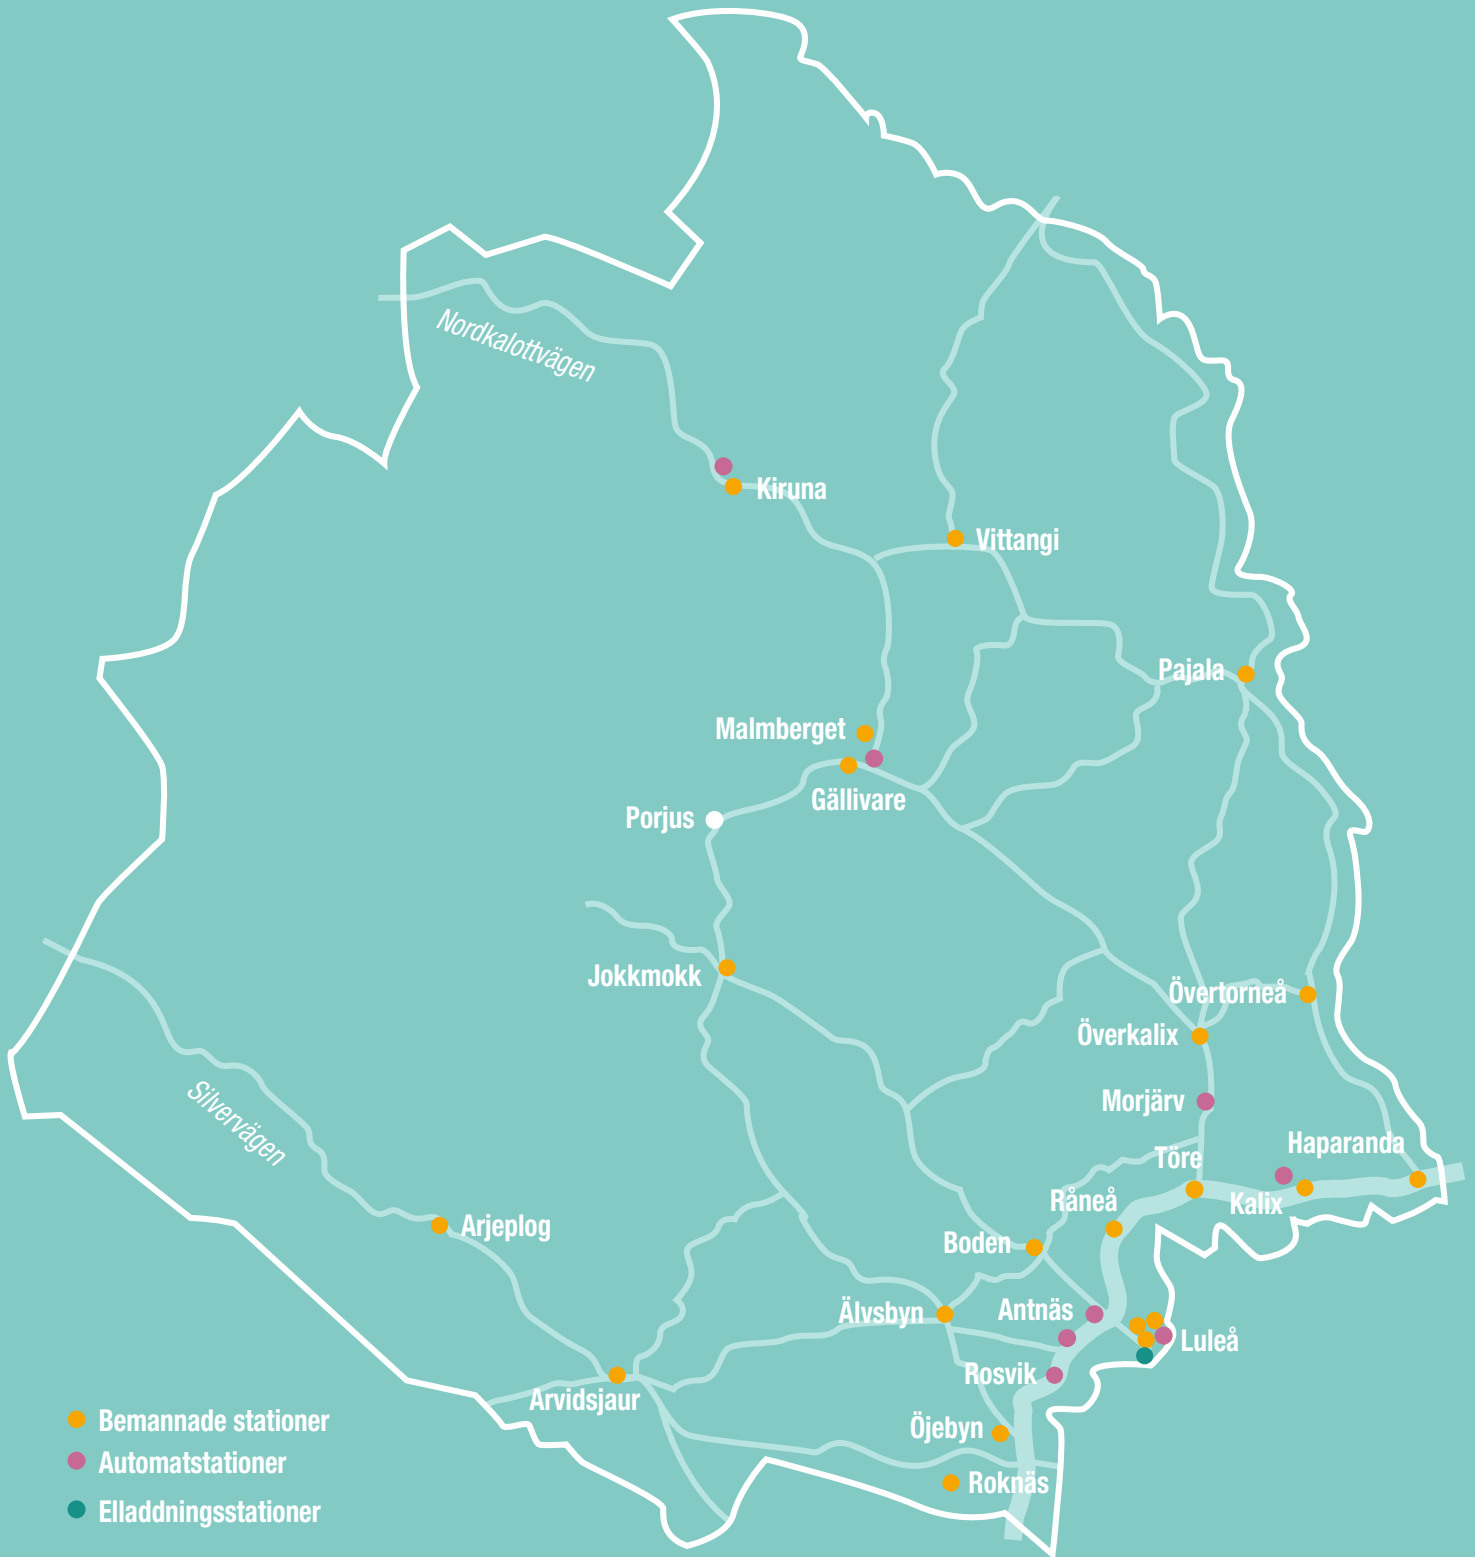 Nordkalottvägen
Kiruna
Vittangi
Pajala
Malmberget
Gällivare
Porjus
Jokkmokk
Övertorneå
Överkalix
Morjärv
Silvervägen
Haparanda
Töre
Kalix
Råneå
Arjeplog
Boden
Antnäs
Älvsbyn
Luleå
Rosvik
Arvidsjaur
Öjebyn
Roknäs
Bemannade stationer
Automatstationer
Elladdningsstationer